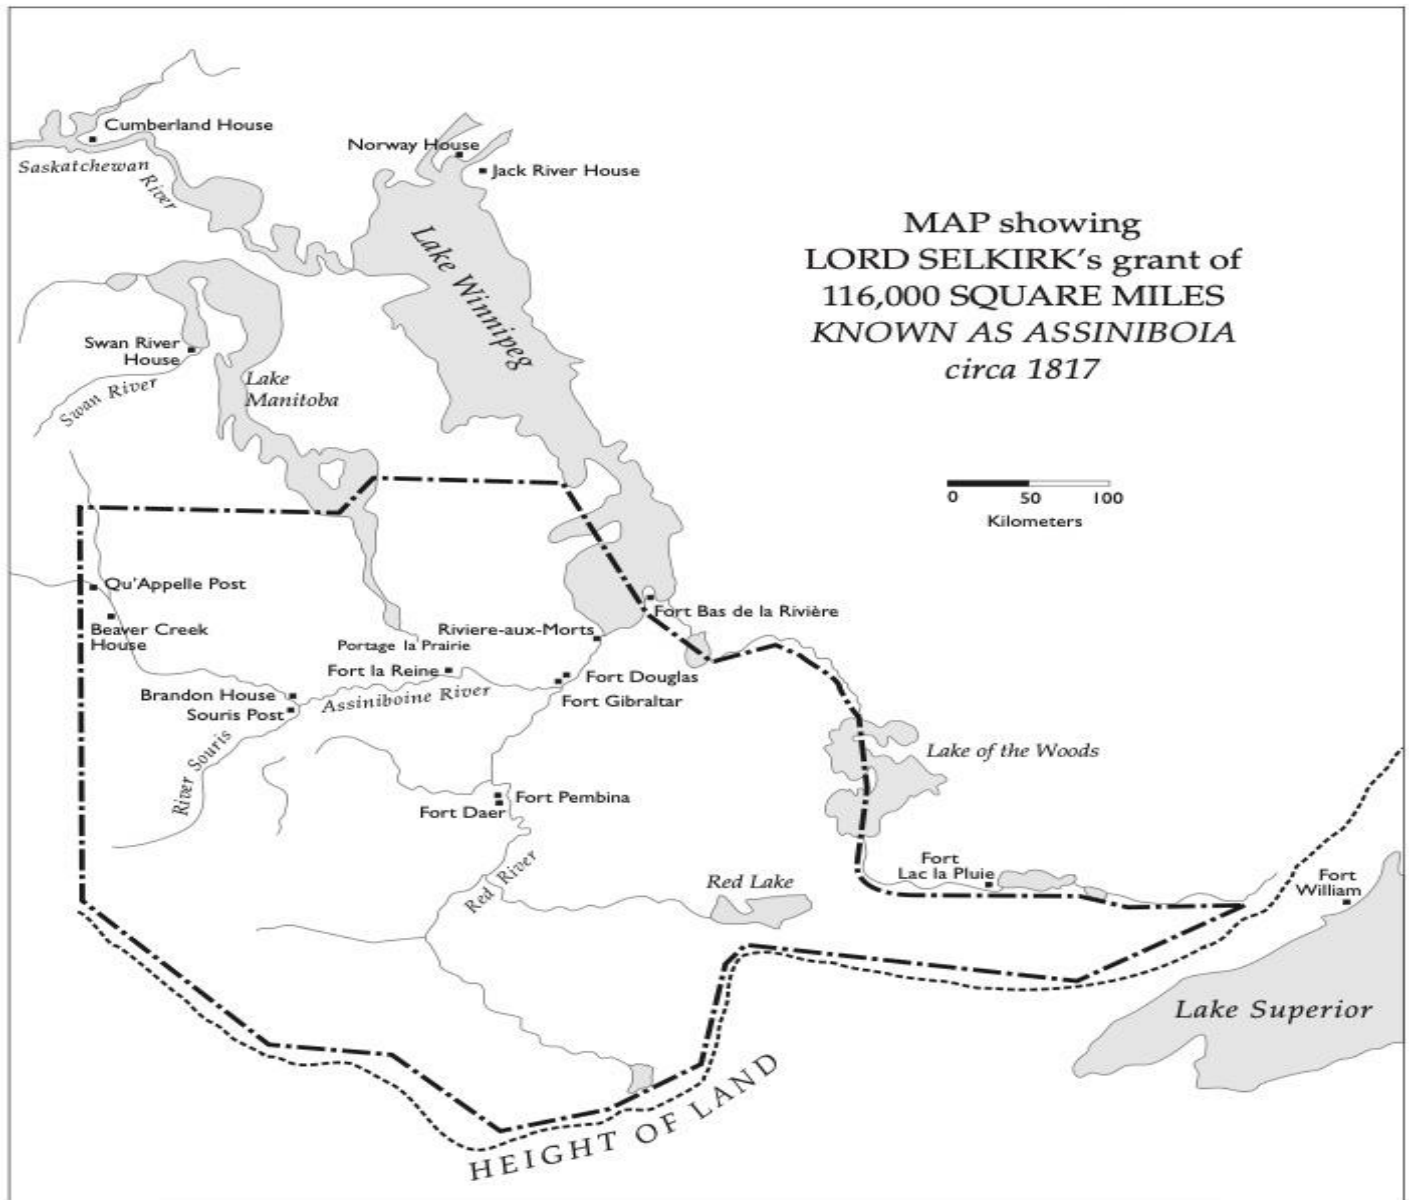 Cumberland House
Saskatchewan
River
Norway House
Jack River House
MAP showing
LORD SELKIRK's grant of
116,000 SQUARE MILES
KNOWN AS ASSINIBOIA
circa 1817
Lake Winnipeg
Swan River
House
Swan River
Lake
Manitoba
0 50 100
Kilometers
Qu'Appelle Post
Beaver Creek
House
Fort Bas de la Rivière
Riviere-aux-Morts
Portage la Prairie
Fort la Reine
Fort Douglas
Brandon House
Assiniboine River
Fort Gibraltar
Souris Post
River Souris
Lake of the Woods
Fort Pembina
Fort Daer
Red River
Red Lake
Fort
Lac la Pluie
Fort
William
Lake Superior
HEIGHT OF LAND